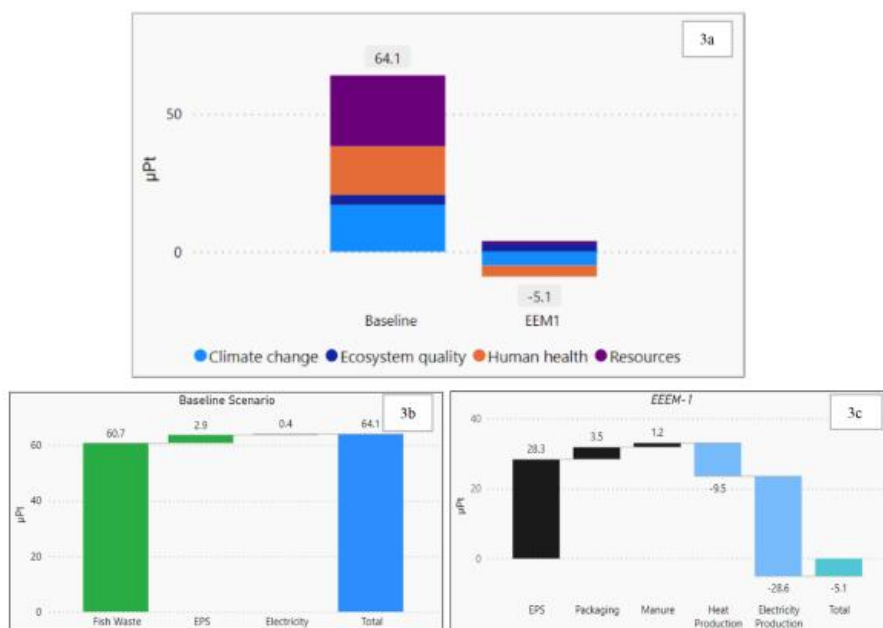 3a
64.1
50
µPt
0
-5.1
Baseline EEM1
Climate change Ecosystem quality Human health Resources
Baseline Scenario
3b
60.7 2.9 0.4 64.1
60
40
µPt
20
0
Fish Waste EPS Electricity Total
EEEM-1
3c
40
28.3 3.5 1.2
-9.5
20
µPt
0
-28.6 -5.1
EPS Packaging Manure Heat Production Electricity Production Total